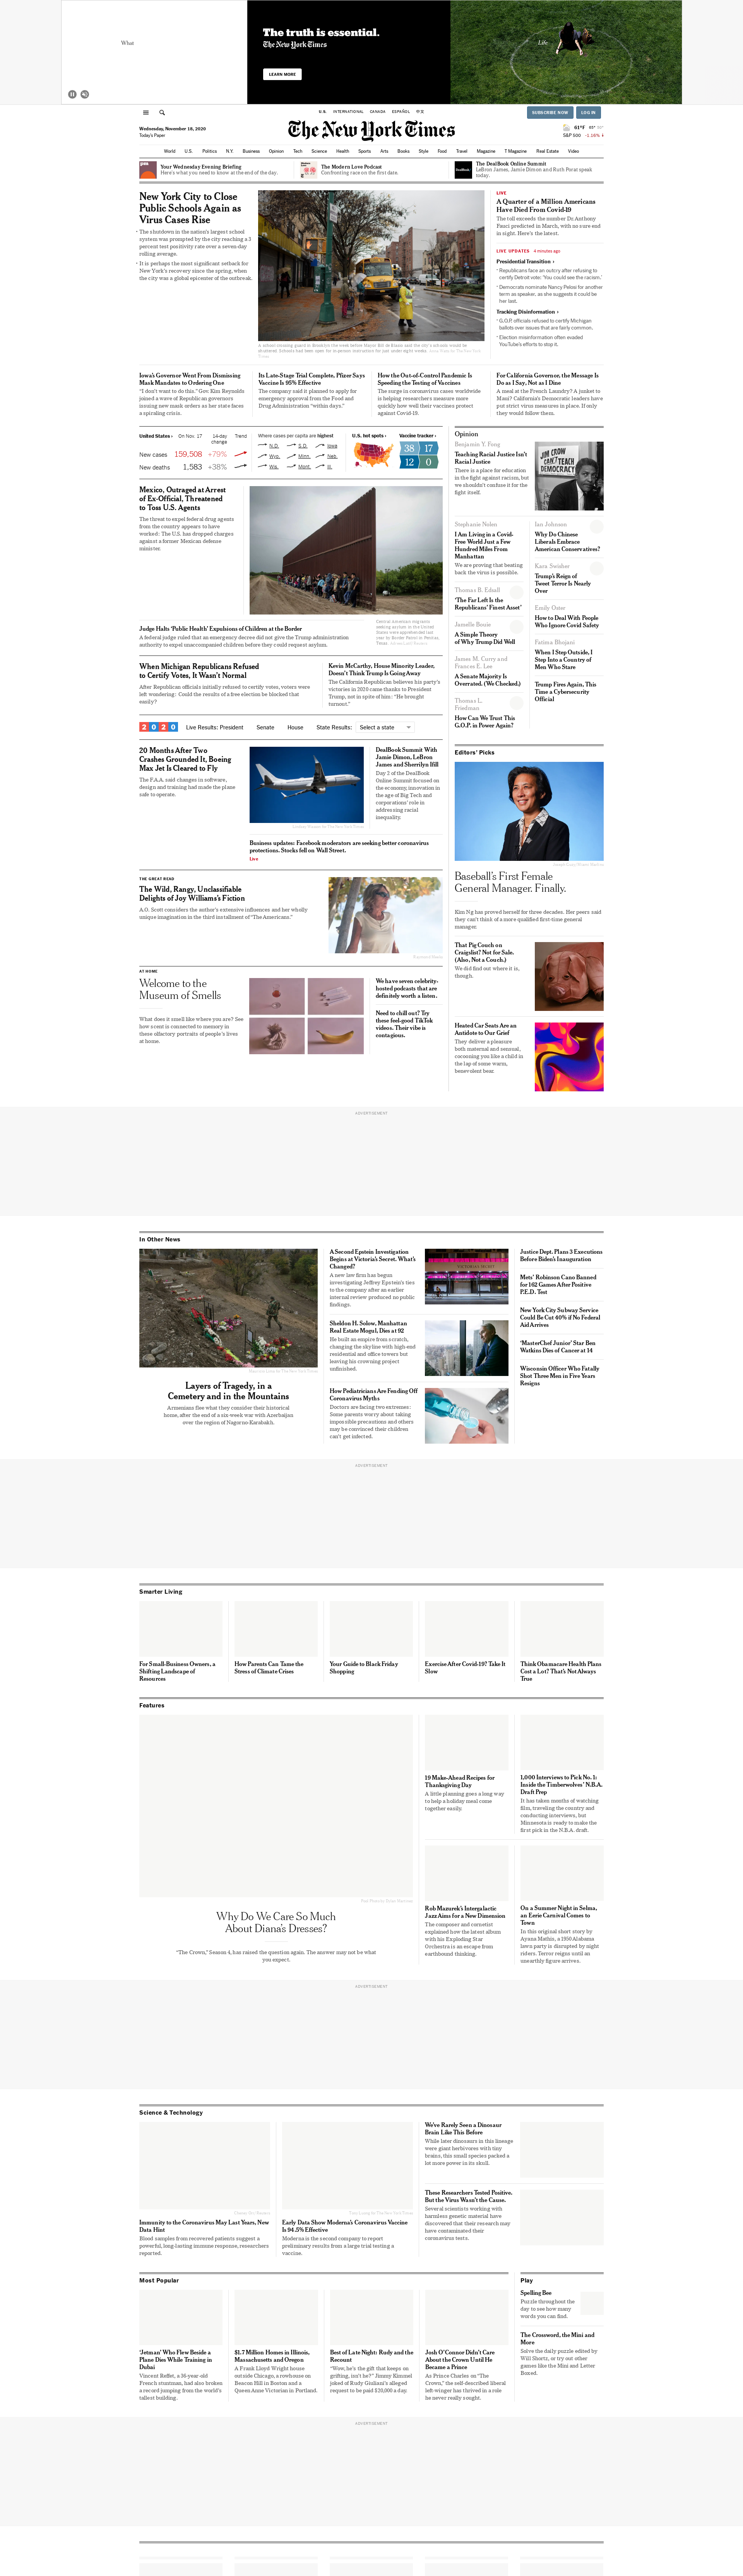 What
The truth is essential.
The New York Times
LEARN MORE
Life
U.S. INTERNATIONAL CANADA ESPAÑOL 中文
SUBSCRIBE NOW LOG IN
Wednesday, November 18, 2020
Today's Paper
The New York Times
61°F
S&P 500 -1.16%
World U.S. Politics N.Y. Business Opinion Tech Science Health Sports Arts Books Style Food Travel Magazine T Magazine Real Estate Video
Your Wednesday Evening Briefing
Here's what you need to know at the end of the day.
The Modern Love Podcast
Confronting race on the first date
The DealBook Online Summit
LeBron James, Jamie Dimon and Ruth Porat speak
today.
New York City to Close
Public Schools Again as
Virus Cases Rise
The shutdown in the nation's largest school
system was prompted by the city reaching a 3
percent test positivity rate over a seven-day
rolling average.
It is perhaps the most significant setback for
New York's recovery since the spring, when
the city was a global epicenter of the outbreak.
LIVE
A Quarter of a Million Americans
Have Died From Covid-19
The toll exceeds the number Dr. Anthony
Fauci predicted in March, with no sure end
in sight. Here's the latest.
LIVE UPDATES 4 minutes ago
Presidential Transition ›
Republicans face an outcry after refusing to
certify Detroit vote: 'You could see the racism.'
Democrats nominate Nancy Pelosi for another
term as speaker, as she suggests it could be
her last.
Tracking Disinformation ›
G.O.P. officials refused to certify Michigan
ballots over issues that are fairly common.
Election misinformation often evaded
YouTube's efforts to stop it.
Iowa's Governor Went From Dismissing
Mask Mandates to Ordering One
"I don't want to do this." Gov. Kim Reynolds
joined a wave of Republican governors
issuing new mask orders as her state faces
a spiraling crisis.
Its Late-Stage Trial Complete, Pfizer Says
Vaccine Is 95% Effective
The company said it planned to apply for
emergency approval from the Food and
Drug Administration "within days."
How the Out-of-Control Pandemic Is
Speeding the Testing of Vaccines
The surge in coronavirus cases worldwide
is helping researchers measure more
quickly how well their vaccines protect
against Covid-19.
For California Governor, the Message Is
Do as I Say, Not as I Dine
A meal at the French Laundry? A junket to
Maui? California's Democratic leaders have
put strict virus measures in place. If only
they would follow them.
United States › On Nov. 17 14-day change Trend
New cases 159,508 +79%
New deaths 1,583 +38%
Where cases per capita are highest
N.D. S.D. Iowa
Wyo. Minn. Neb.
Wis. Mont. Ill.
U.S. hot spots ›
Vaccine tracker ›
38 17
12 0
Mexico, Outraged at Arrest
of Ex-Official, Threatened
to Toss U.S. Agents
The threat to expel federal drug agents
from the country appears to have
worked: The U.S. has dropped charges
against a former Mexican defense
minister.
Judge Halts 'Public Health' Expulsions of Children at the Border
A federal judge ruled that an emergency decree did not give the Trump administration
authority to expel unaccompanied children before they could request asylum.
When Michigan Republicans Refused
to Certify Votes, It Wasn't Normal
After Republican officials initially refused to certify votes, voters were
left wondering: Could the results of a free election be blocked that
easily?
Kevin McCarthy, House Minority Leader,
Doesn't Think Trump Is Going Away
The California Republican believes his party's
victories in 2020 came thanks to President
Trump, not in spite of him: "He brought
turnout."
2020 Live Results: President Senate House State Results: Select a state
20 Months After Two
Crashes Grounded It, Boeing
Max Jet Is Cleared to Fly
The F.A.A. said changes in software,
design and training had made the plane
safe to operate.
DealBook Summit With
Jamie Dimon, LeBron
James and Sherrilyn Ifill
Day 2 of the DealBook
Online Summit focused on
the economy, innovation in
the age of Big Tech and
corporations' role in
addressing racial
inequality.
Business updates: Facebook moderators are seeking better coronavirus
protections. Stocks fell on Wall Street.
Live
THE GREAT READ
The Wild, Rangy, Unclassifiable
Delights of Joy Williams's Fiction
A.O. Scott considers the author's extensive influences and her wholly
unique imagination in the third installment of "The Americans."
AT HOME
Welcome to the
Museum of Smells
What does it smell like where you are? See
how scent is connected to memory in
these olfactory portraits of people's lives
at home.
We have seven celebrity-
hosted podcasts that are
definitely worth a listen.
Need to chill out? Try
these feel-good TikTok
videos. Their vibe is
contagious.
Opinion
Benjamin Y. Fong
Teaching Racial Justice Isn't
Racial Justice
There is a place for education
in the fight against racism, but
we shouldn't confuse it for the
fight itself.
JIM CROW
CAN'T
TEACH
DEMOCRACY
Stephanie Nolen
I Am Living in a Covid-
Free World Just a Few
Hundred Miles From
Manhattan
We are proving that beating
back the virus is possible.
Thomas B. Edsall
'The Far Left Is the
Republicans' Finest Asset'
Jamelle Bouie
A Simple Theory
of Why Trump Did Well
James M. Curry and
Frances E. Lee
A Senate Majority Is
Overrated. (We Checked.)
Thomas L.
Friedman
How Can We Trust This
G.O.P. in Power Again?
Ian Johnson
Why Do Chinese
Liberals Embrace
American Conservatives?
Kara Swisher
Trump's Reign of
Tweet Terror Is Nearly
Over
Emily Oster
How to Deal With People
Who Ignore Covid Safety
Fatima Bhojani
When I Step Outside, I
Step Into a Country of
Men Who Stare
Trump Fires Again, This
Time a Cybersecurity
Official
Editors' Picks
Baseball's First Female
General Manager. Finally.
Kim Ng has proved herself for three decades. Her peers said
they can't think of a more qualified first-time general
manager.
That Pig Couch on
Craigslist? Not for Sale.
(Also, Not a Couch.)
We did find out where it is,
though.
Heated Car Seats Are an
Antidote to Our Grief
They deliver a pleasure
both maternal and sensual,
cocooning you like a child in
the lap of some warm,
benevolent bear.
ADVERTISEMENT
In Other News
Layers of Tragedy, in a
Cemetery and in the Mountains
Armenians flee what they consider their historical
home, after the end of a six-week war with Azerbaijan
over the region of Nagorno Karabakh.
A Second Epstein Investigation
Begins at Victoria's Secret. What's
Changed?
A new law firm has begun
investigating Jeffrey Epstein's ties
to the company after an earlier
internal review produced no public
findings.
Sheldon H. Solow, Manhattan
Real Estate Mogul, Dies at 92
He built an empire from scratch,
changing the skyline with high-end
residential and office towers but
leaving his crowning project
unfinished.
How Pediatricians Are Fending Off
Coronavirus Myths
Doctors are facing two extremes:
Some parents worry about taking
impossible precautions and others
may be convinced their children
can't get infected.
Justice Dept. Plans 3 Executions
Before Biden's Inauguration
Mets' Robinson Cano Banned
for 162 Games After Positive
P.E.D. Test
New York City Subway Service
Could Be Cut 40% if No Federal
Aid Arrives
'MasterChef Junior' Star Ben
Watkins Dies of Cancer at 14
Wisconsin Officer Who Fatally
Shot Three Men in Five Years
Resigns
ADVERTISEMENT
Smarter Living
For Small-Business Owners, a
Shifting Landscape of
Resources
How Parents Can Tame the
Stress of Climate Crises
Your Guide to Black Friday
Shopping
Exercise After Covid-19? Take It
Slow
Think Obamacare Health Plans
Cost a Lot? That's Not Always
True
Features
Why Do We Care So Much
About Diana's Dresses?
"The Crown," Season 4, has raised the question again. The answer may not be what
you expect.
19 Make-Ahead Recipes for
Thanksgiving Day
A little planning goes a long way
to help a holiday meal come
together easily.
1,000 Interviews to Pick No. 1:
Inside the Timberwolves' N.B.A.
Draft Prep
It has taken months of watching
film, traveling the country and
conducting interviews, but
Minnesota is ready to make the
first pick in the N.B.A. draft.
Rob Mazurek's Intergalactic
Jazz Aims for a New Dimension
The composer and cornetist
explained how the latest album
with his Exploding Star
Orchestra is an escape from
earthbound thinking.
On a Summer Night in Selma,
an Eerie Carnival Comes to
Town
In this original short story by
Ayana Mathis, a 1950 Alabama
lawn party is disrupted by night
riders. Terror reigns until an
unearthly figure arrives.
ADVERTISEMENT
Science & Technology
Immunity to the Coronavirus May Last Years, New
Data Hint
Blood samples from recovered patients suggest a
powerful, long-lasting immune response, researchers
reported.
Early Data Show Moderna's Coronavirus Vaccine
Is 94.5% Effective
Moderna is the second company to report
preliminary results from a large trial testing a
vaccine.
We've Rarely Seen a Dinosaur
Brain Like This Before
While later dinosaurs in this lineage
were giant herbivores with tiny
brains, this small species packed a
lot more power in its skull.
These Researchers Tested Positive.
But the Virus Wasn't the Cause.
Several scientists working with
harmless genetic material have
discovered that their research may
have contaminated their
coronavirus tests.
Most Popular
'Jetman' Who Flew Beside a
Plane Dies While Training in
Dubai
Vincent Reffet, a 36-year-old
French stuntman, had also broken
a record jumping from the world's
tallest building.
$1.7 Million Homes in Illinois,
Massachusetts and Oregon
A Frank Lloyd Wright house
outside Chicago, a rowhouse on
Beacon Hill in Boston and a
Queen Anne Victorian in Portland.
Best of Late Night: Rudy and the
Recount
"Wow, he's the gift that keeps on
grifting, isn't he?" Jimmy Kimmel
joked of Rudy Giuliani's alleged
request to be paid $20,000 a day.
Josh O'Connor Didn't Care
About the Crown Until He
Became a Prince
As Prince Charles on "The
Crown," the self-described liberal
left-winger has thrived in a role
he never really sought.
Play
Spelling Bee
Puzzle throughout the
day to see how many
words you can find.
The Crossword, the Mini and
More
Solve the daily puzzle edited by
Will Shortz, or try out other
games like the Mini and Letter
Boxed.
ADVERTISEMENT